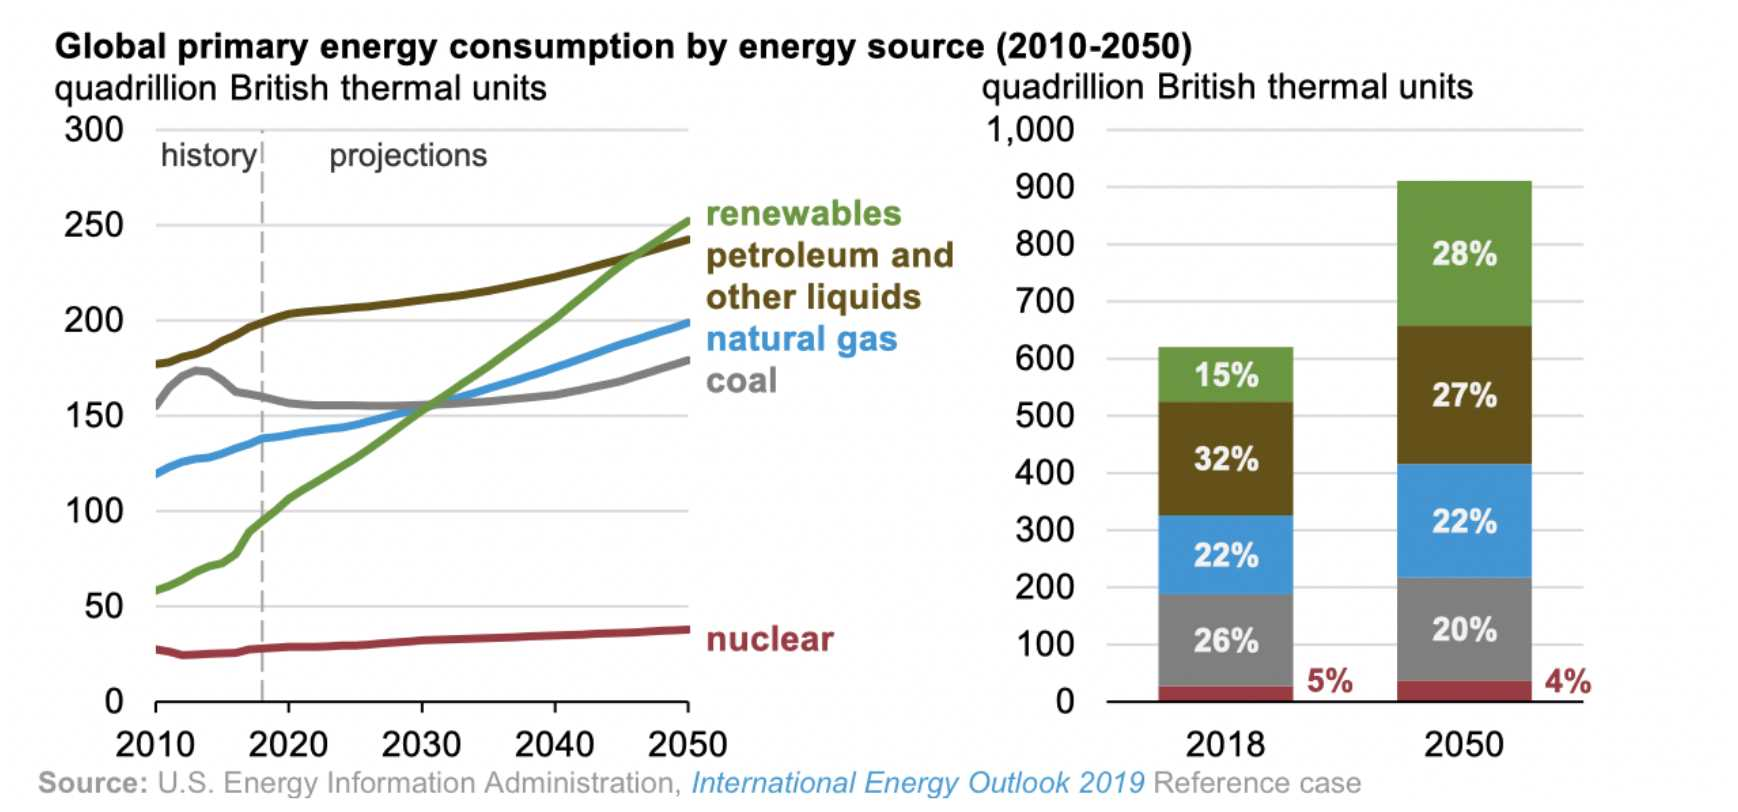 Global primary energy consumption by energy source (2010-2050)
quadrillion British thermal units
300
250
200
150
100
50
0
history
projections
renewables
petroleum and
other liquids
natural gas
coal
nuclear
2010 2020 2030 2040 2050
quadrillion British thermal units
1,000
900
800
700
600
500
400
300
200
100
0
15%
32%
22%
26%
5%
28%
27%
22%
20%
4%
2018 2050
Source: U.S. Energy Information Administration, International Energy Outlook 2019 Reference case